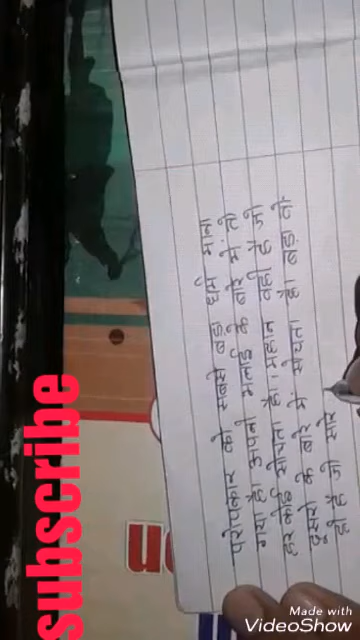 परोपकार को सबसे बड़ा धर्म माना
गया है। अपनी भलाई के बारे में तो
हर कोई सोचता है। महान वही है जो
दुसरो के बारे में सोचता है। बड़ा वो-
ही है जो सारे
subscribe
Made with
VideoShow